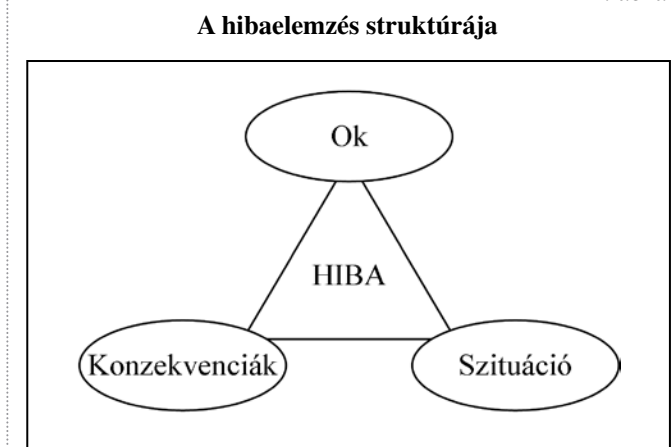 A hibaelemzés struktúrája
Ok
HIBA
Konzekvenciák
Szituáció